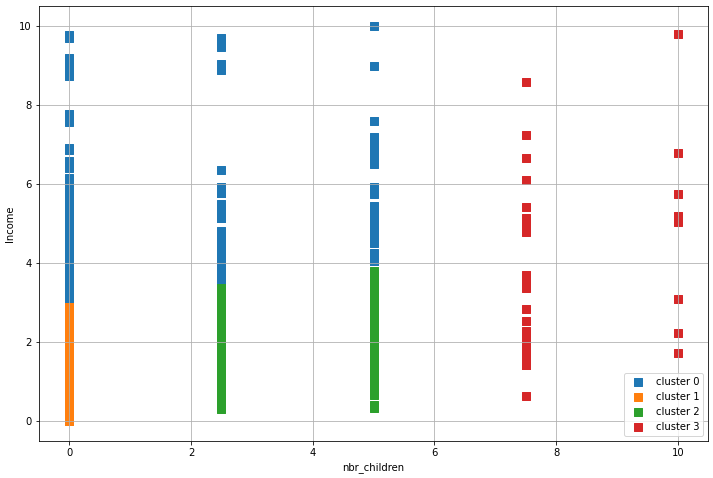 10
8
6
4
2
0
Income
0 2 4 6 8 10
nbr_children
cluster 0
cluster 1
cluster 2
cluster 3